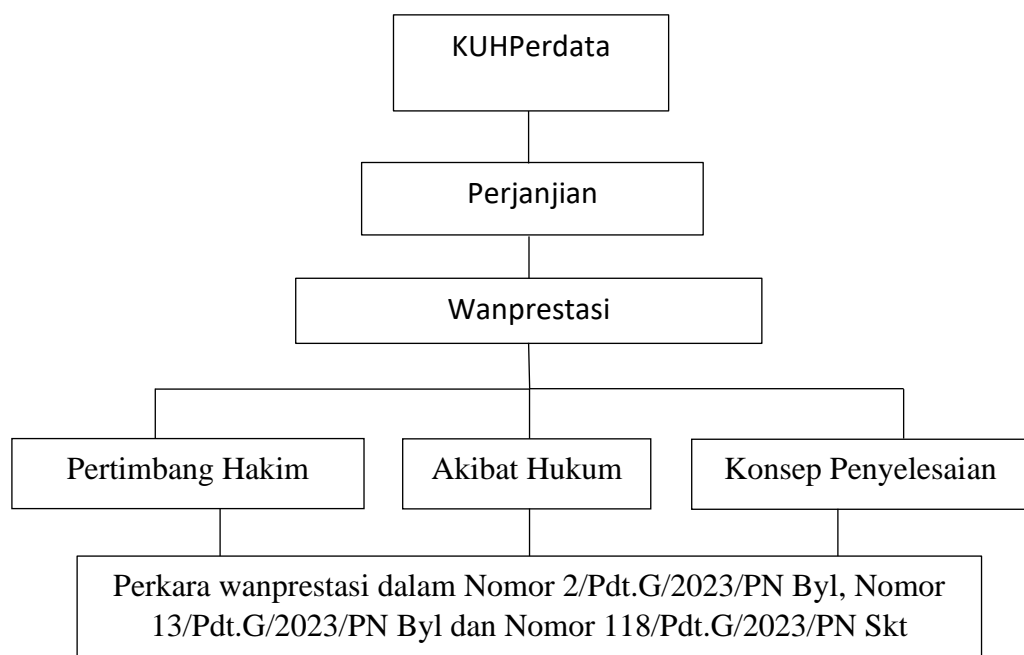 KUHPerdata
Perjanjian
Wanprestasi
Pertimbang Hakim
Akibat Hukum
Konsep Penyelesaian
Perkara wanprestasi dalam Nomor 2/Pdt.G/2023/PN Byl, Nomor
13/Pdt.G/2023/PN Byl dan Nomor 118/Pdt.G/2023/PN Skt